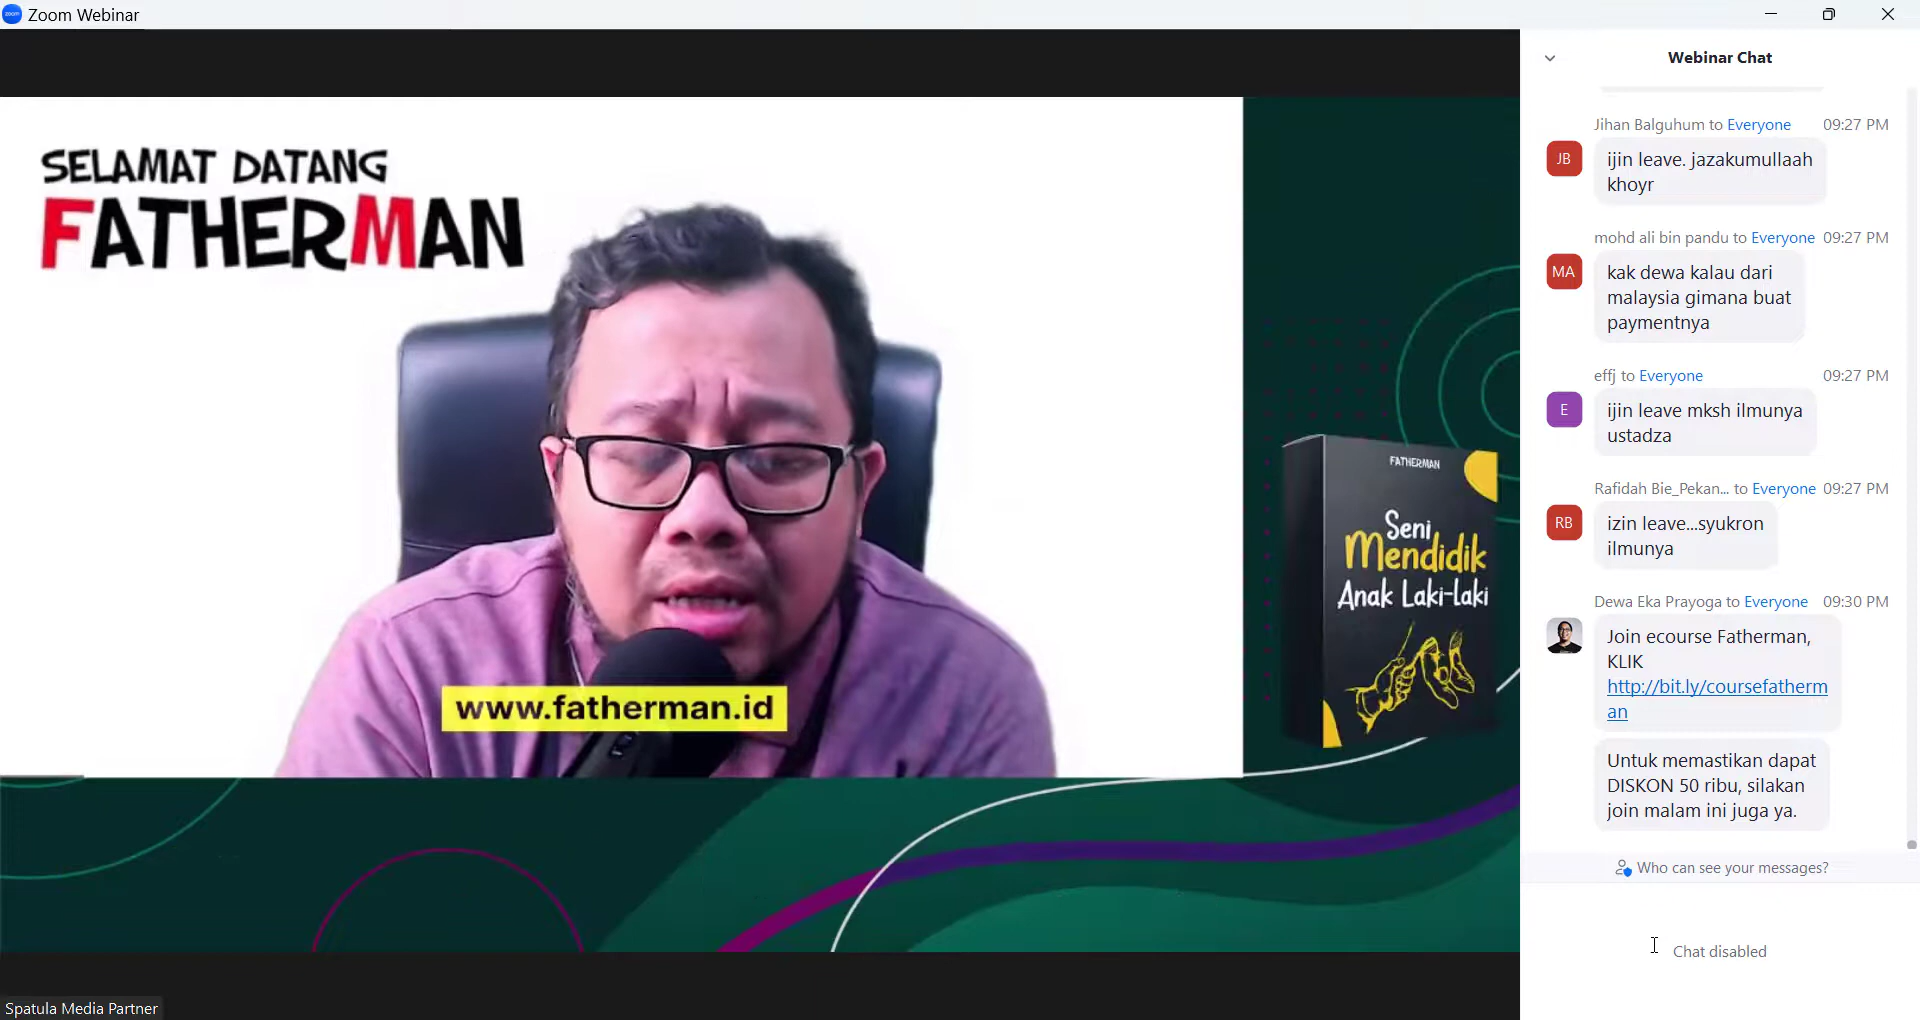 Zoom Webinar
SELAMAT DATANG
FATHERMAN
www.fatherman.id
FATHERMAN
Seni
Mendidik
Anak Laki-laki
Spatula Media Partner
Webinar Chat
Jihan Balguhum to Everyone 09:27 PM
JB
ijin leave. jazakumullaah
khoyr
mohd ali bin pandu to Everyone 09:27 PM
MA
kak dewa kalau dari
malaysia gimana buat
paymentnya
effj to Everyone 09:27 PM
E
ijin leave mksh ilmunya
ustadza
Rafidah Bie_Pekan... to Everyone 09:27 PM
RB
izin leave...syukron
ilmunya
Dewa Eka Prayoga to Everyone 09:30 PM
Join ecourse Fatherman,
KLIK
http://bit.ly/coursefatherm
an
Untuk memastikan dapat
DISKON 50 ribu, silakan
join malam ini juga ya.
Who can see your messages?
Chat disabled